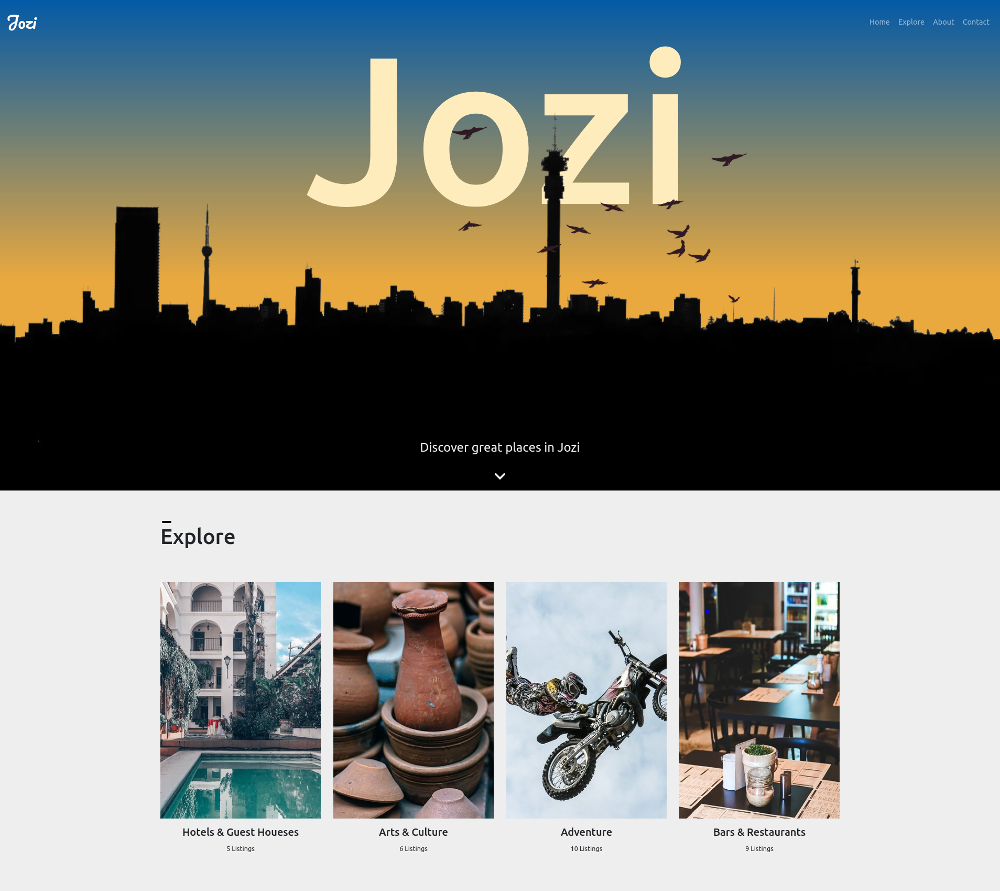 Jozi
Home Explore About Contact
Jozi
Discover great places in Jozi
Explore
Hotels & Guest Houeses
5 Listings
Arts & Culture
6 Listings
Adventure
10 Listings
Bars & Restaurants
9 Listings